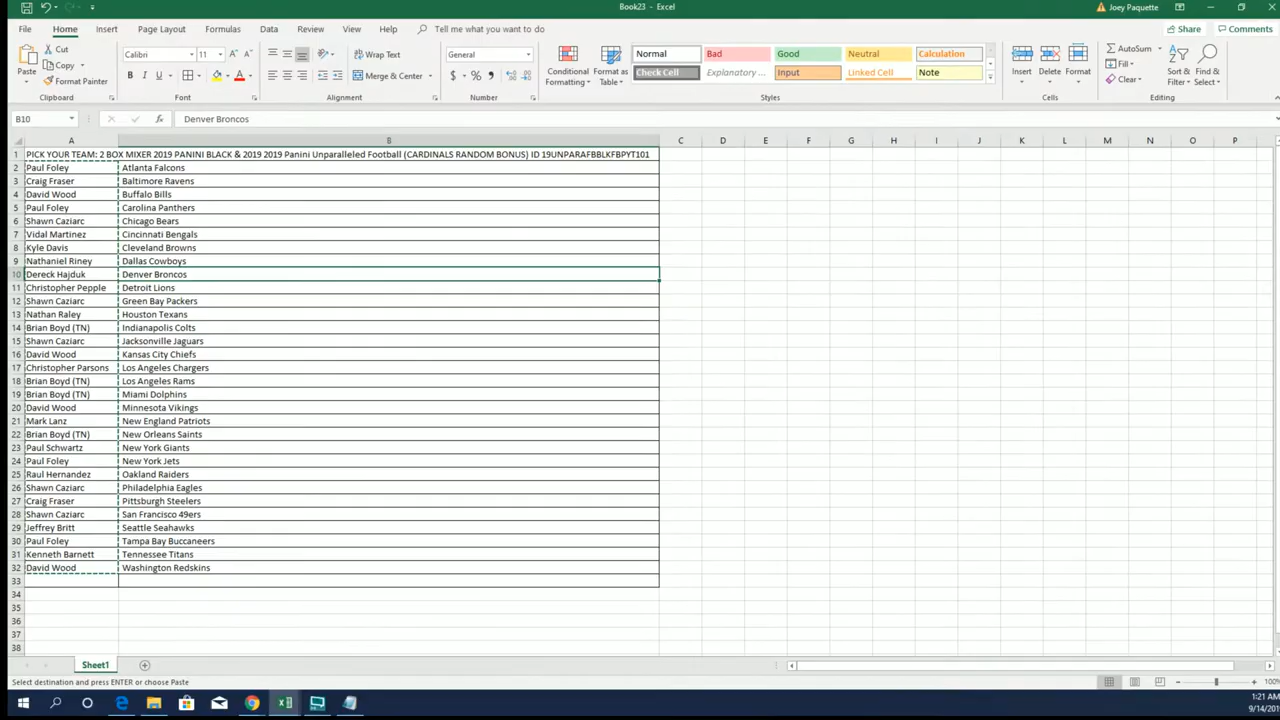 Book23 - Excel
Joey Paquette
File Home Insert Page Layout Formulas Data Review View Help Tell me what you want to do
Share Comments
Paste Cut
Copy
Format Painter
Clipboard
Calibri 11
B I U
Font
Wrap Text
Merge & Center
Alignment
General
$ % ,
Number
Conditional Formatting
Format as Table
Normal Bad Good Neutral Calculation
Check Cell Explanatory ... Input Linked Cell Note
Styles
Insert Delete Format
Cells
AutoSum
Fill
Clear
Sort & Filter
Find & Select
Editing
B10 fx Denver Broncos
A B C D E F G H I J K L M N O P
1 PICK YOUR TEAM: 2 BOX MIXER 2019 PANINI BLACK & 2019 2019 Panini Unparalleled Football (CARDINALS RANDOM BONUS) ID 19UNPARAFBBLKFBPYT101
2 Paul Foley Atlanta Falcons
3 Craig Fraser Baltimore Ravens
4 David Wood Buffalo Bills
5 Paul Foley Carolina Panthers
6 Shawn Caziarc Chicago Bears
7 Vidal Martinez Cincinnati Bengals
8 Kyle Davis Cleveland Browns
9 Nathaniel Riney Dallas Cowboys
10 Dereck Hajduk Denver Broncos
11 Christopher Pepple Detroit Lions
12 Shawn Caziarc Green Bay Packers
13 Nathan Raley Houston Texans
14 Brian Boyd (TN) Indianapolis Colts
15 Shawn Caziarc Jacksonville Jaguars
16 David Wood Kansas City Chiefs
17 Christopher Parsons Los Angeles Chargers
18 Brian Boyd (TN) Los Angeles Rams
19 Brian Boyd (TN) Miami Dolphins
20 David Wood Minnesota Vikings
21 Mark Lanz New England Patriots
22 Brian Boyd (TN) New Orleans Saints
23 Paul Schwartz New York Giants
24 Paul Foley New York Jets
25 Raul Hernandez Oakland Raiders
26 Shawn Caziarc Philadelphia Eagles
27 Craig Fraser Pittsburgh Steelers
28 Shawn Caziarc San Francisco 49ers
29 Jeffrey Britt Seattle Seahawks
30 Paul Foley Tampa Bay Buccaneers
31 Kenneth Barnett Tennessee Titans
32 David Wood Washington Redskins
33
34
35
36
37
38
Sheet1
Select destination and press ENTER or choose Paste
100%
1:21 AM